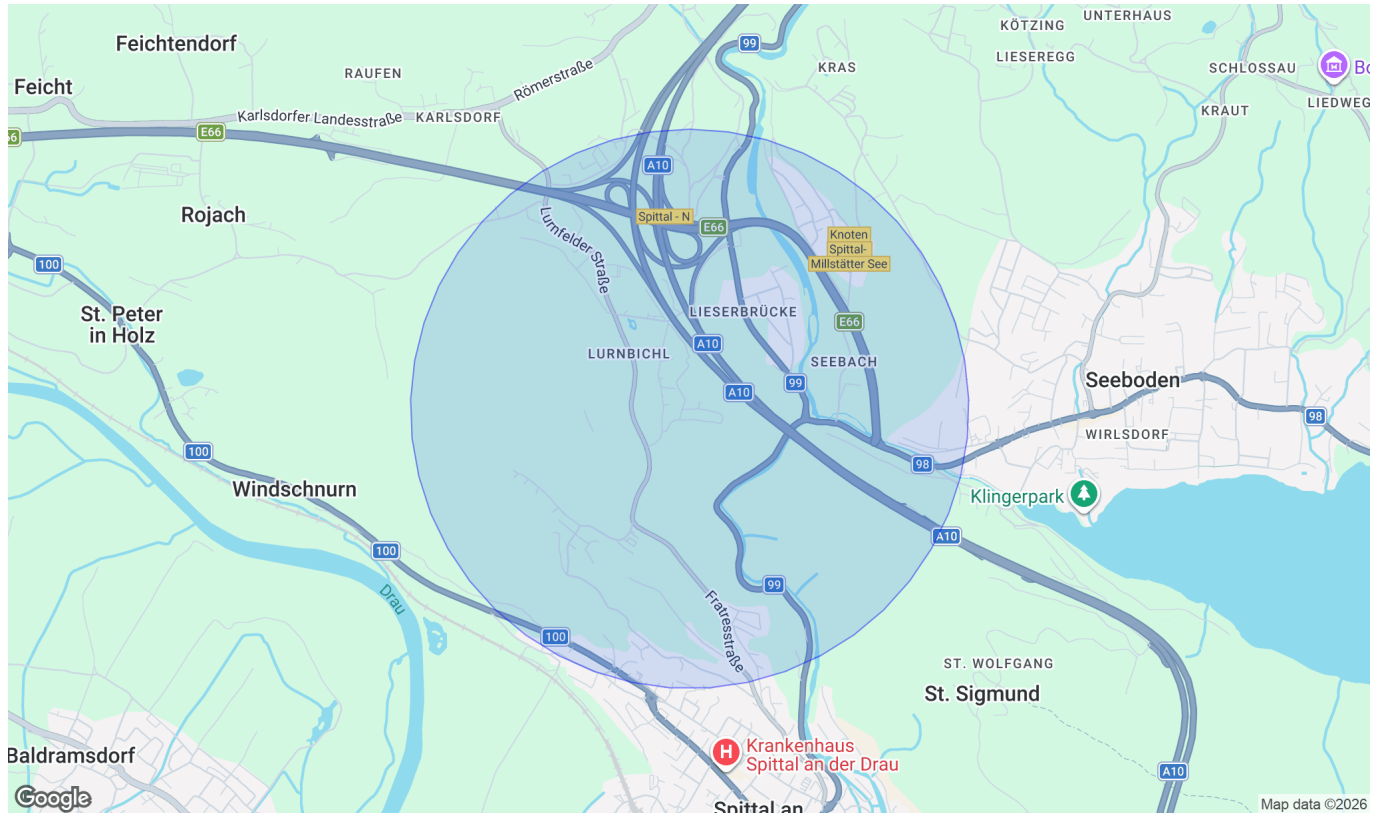 UNTERHAUS
KÖTZING
99
Feichtendorf
LIESEREGG
KRAS
SCHLOSSAU
RAUFEN
Feicht
Römerstraße
LIEDWEG
KRAUT
Karlsdorfer Landesstraße
KARLSDORF
E66
A10
Rojach
Spittal - N
E66
Lurnfelder Straße
Knoten
Spittal-
Millstätter See
100
St. Peter
in Holz
LIESERBRÜCKE
E66
A10
LURNBICHL
SEEBACH
99
Seeboden
A10
98
WIRLSDORF
100
98
Windschnurn
Klingerpark
A10
100
Drau
99
Fratresstraße
100
ST. WOLFGANG
St. Sigmund
H
Krankenhaus
Spittal an der Drau
Baldramsdorf
A10
Google
Spittal an
Map data ©2026